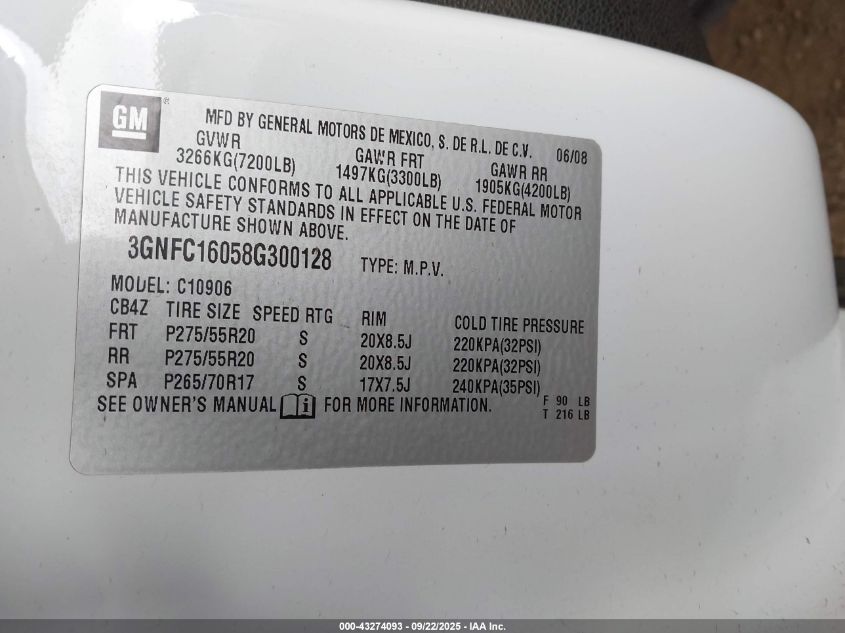 GM ®
MFD BY GENERAL MOTORS DE MEXICO, S. DE R.L. DE C.V. 06/08
GVWR GAWR FRT GAWR RR
3266KG(7200LB) 1497KG(3300LB) 1905KG(4200LB)
THIS VEHICLE CONFORMS TO ALL APPLICABLE U.S. FEDERAL MOTOR
VEHICLE SAFETY STANDARDS IN EFFECT ON THE DATE OF
MANUFACTURE SHOWN ABOVE.
3GNFC16058G300128 TYPE: M.P.V.
MODEL: C10906
CB4Z TIRE SIZE SPEED RTG RIM COLD TIRE PRESSURE
FRT P275/55R20 S 20X8.5J 220KPA(32PSI)
RR P275/55R20 S 20X8.5J 220KPA(32PSI)
SPA P265/70R17 S 17X7.5J 240KPA(35PSI)
SEE OWNER'S MANUAL i FOR MORE INFORMATION. F 90 LB
T 216 LB
000-43274093 - 09/22/2025 - IAA Inc.